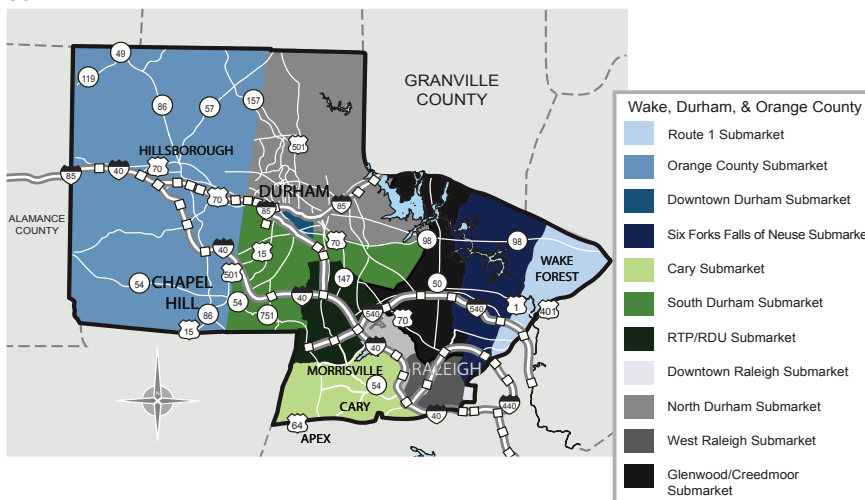 49
119
86
57
157
GRANVILLE
COUNTY
501
HILLSBOROUGH
70
85
40
70
DURHAM
85
85
ALAMANCE
COUNTY
40
15
70
98
98
WAKE
FOREST
501
147
50
54
CHAPEL
HILL
54
40
540
540
1
401
86
751
70
15
40
RALEIGH
MORRISVILLE
54
CARY
40
440
64
APEX
Wake, Durham, & Orange County
Route 1 Submarket
Orange County Submarket
Downtown Durham Submarket
Six Forks Falls of Neuse Submarke
Cary Submarket
South Durham Submarket
RTP/RDU Submarket
Downtown Raleigh Submarket
North Durham Submarket
West Raleigh Submarket
Glenwood/Creedmoor
Submarket